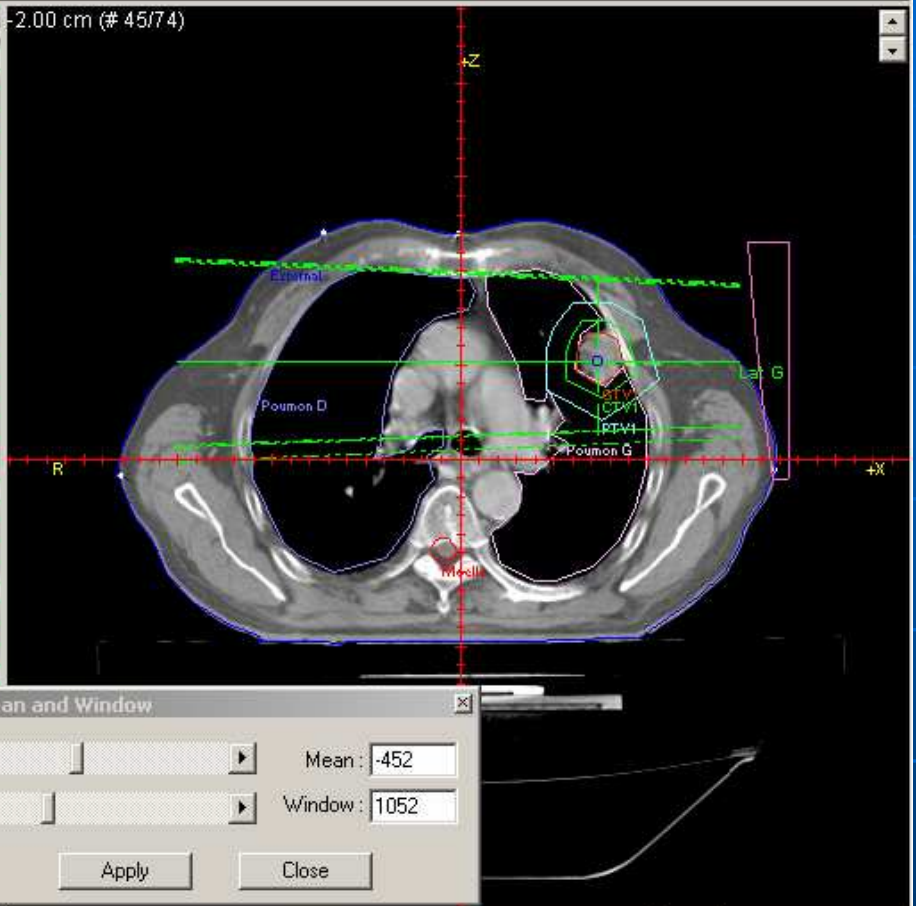 -2.00 cm (# 45/74)
+Z
External
Lat G
GTV1
CTV1
Poumon D
PTV1
Poumon G
R
+X
Moelle
an and Window
Mean : -452
Window : 1052
Apply
Close